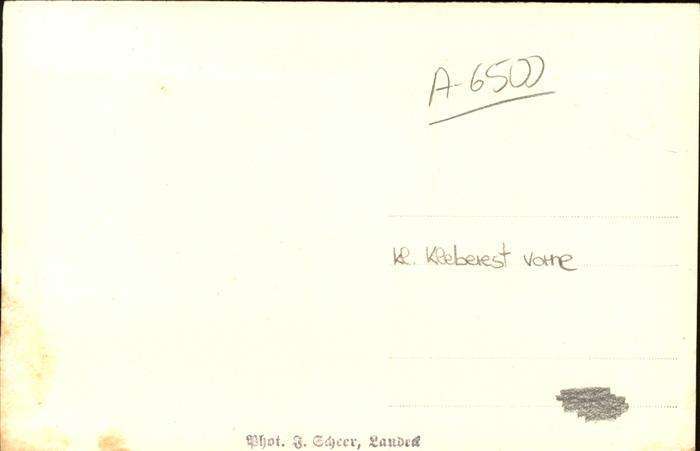 A-6500
kl. Kleberest vorne
Phot. J. Scheer, Landeck